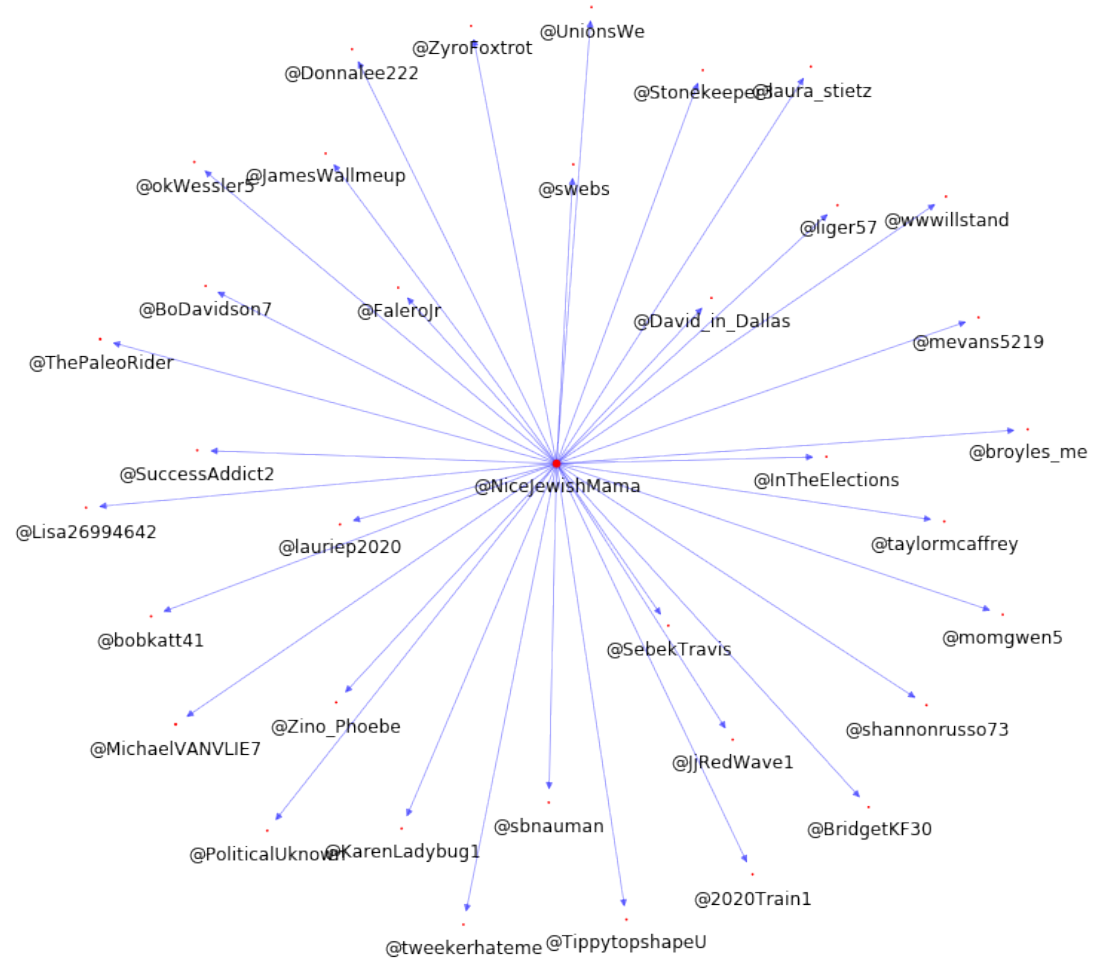 @UnionsWe
@ZyroFoxtrot
@Donnalee222
@Stonekeeper3
@laura_stietz
@JamesWallmeup
@okWessler5
@swebs
@wwwillstand
@liger57
@BoDavidson7
@FaleroJr
@David_in_Dallas
@mevans5219
@ThePaleoRider
@broyles_me
@SuccessAddict2
@InTheElections
@NiceJewishMama
@Lisa26994642
@lauriep2020
@taylormcaffrey
@bobkatt41
@momgwen5
@SebekTravis
@Zino_Phoebe
@shannonrusso73
@MichaelVANVLIE7
@JjRedWave1
@sbnauman
@BridgetKF30
@PoliticalUknown
@KarenLadybug1
@2020Train1
@TippytopshapeU
@tweekerhateme